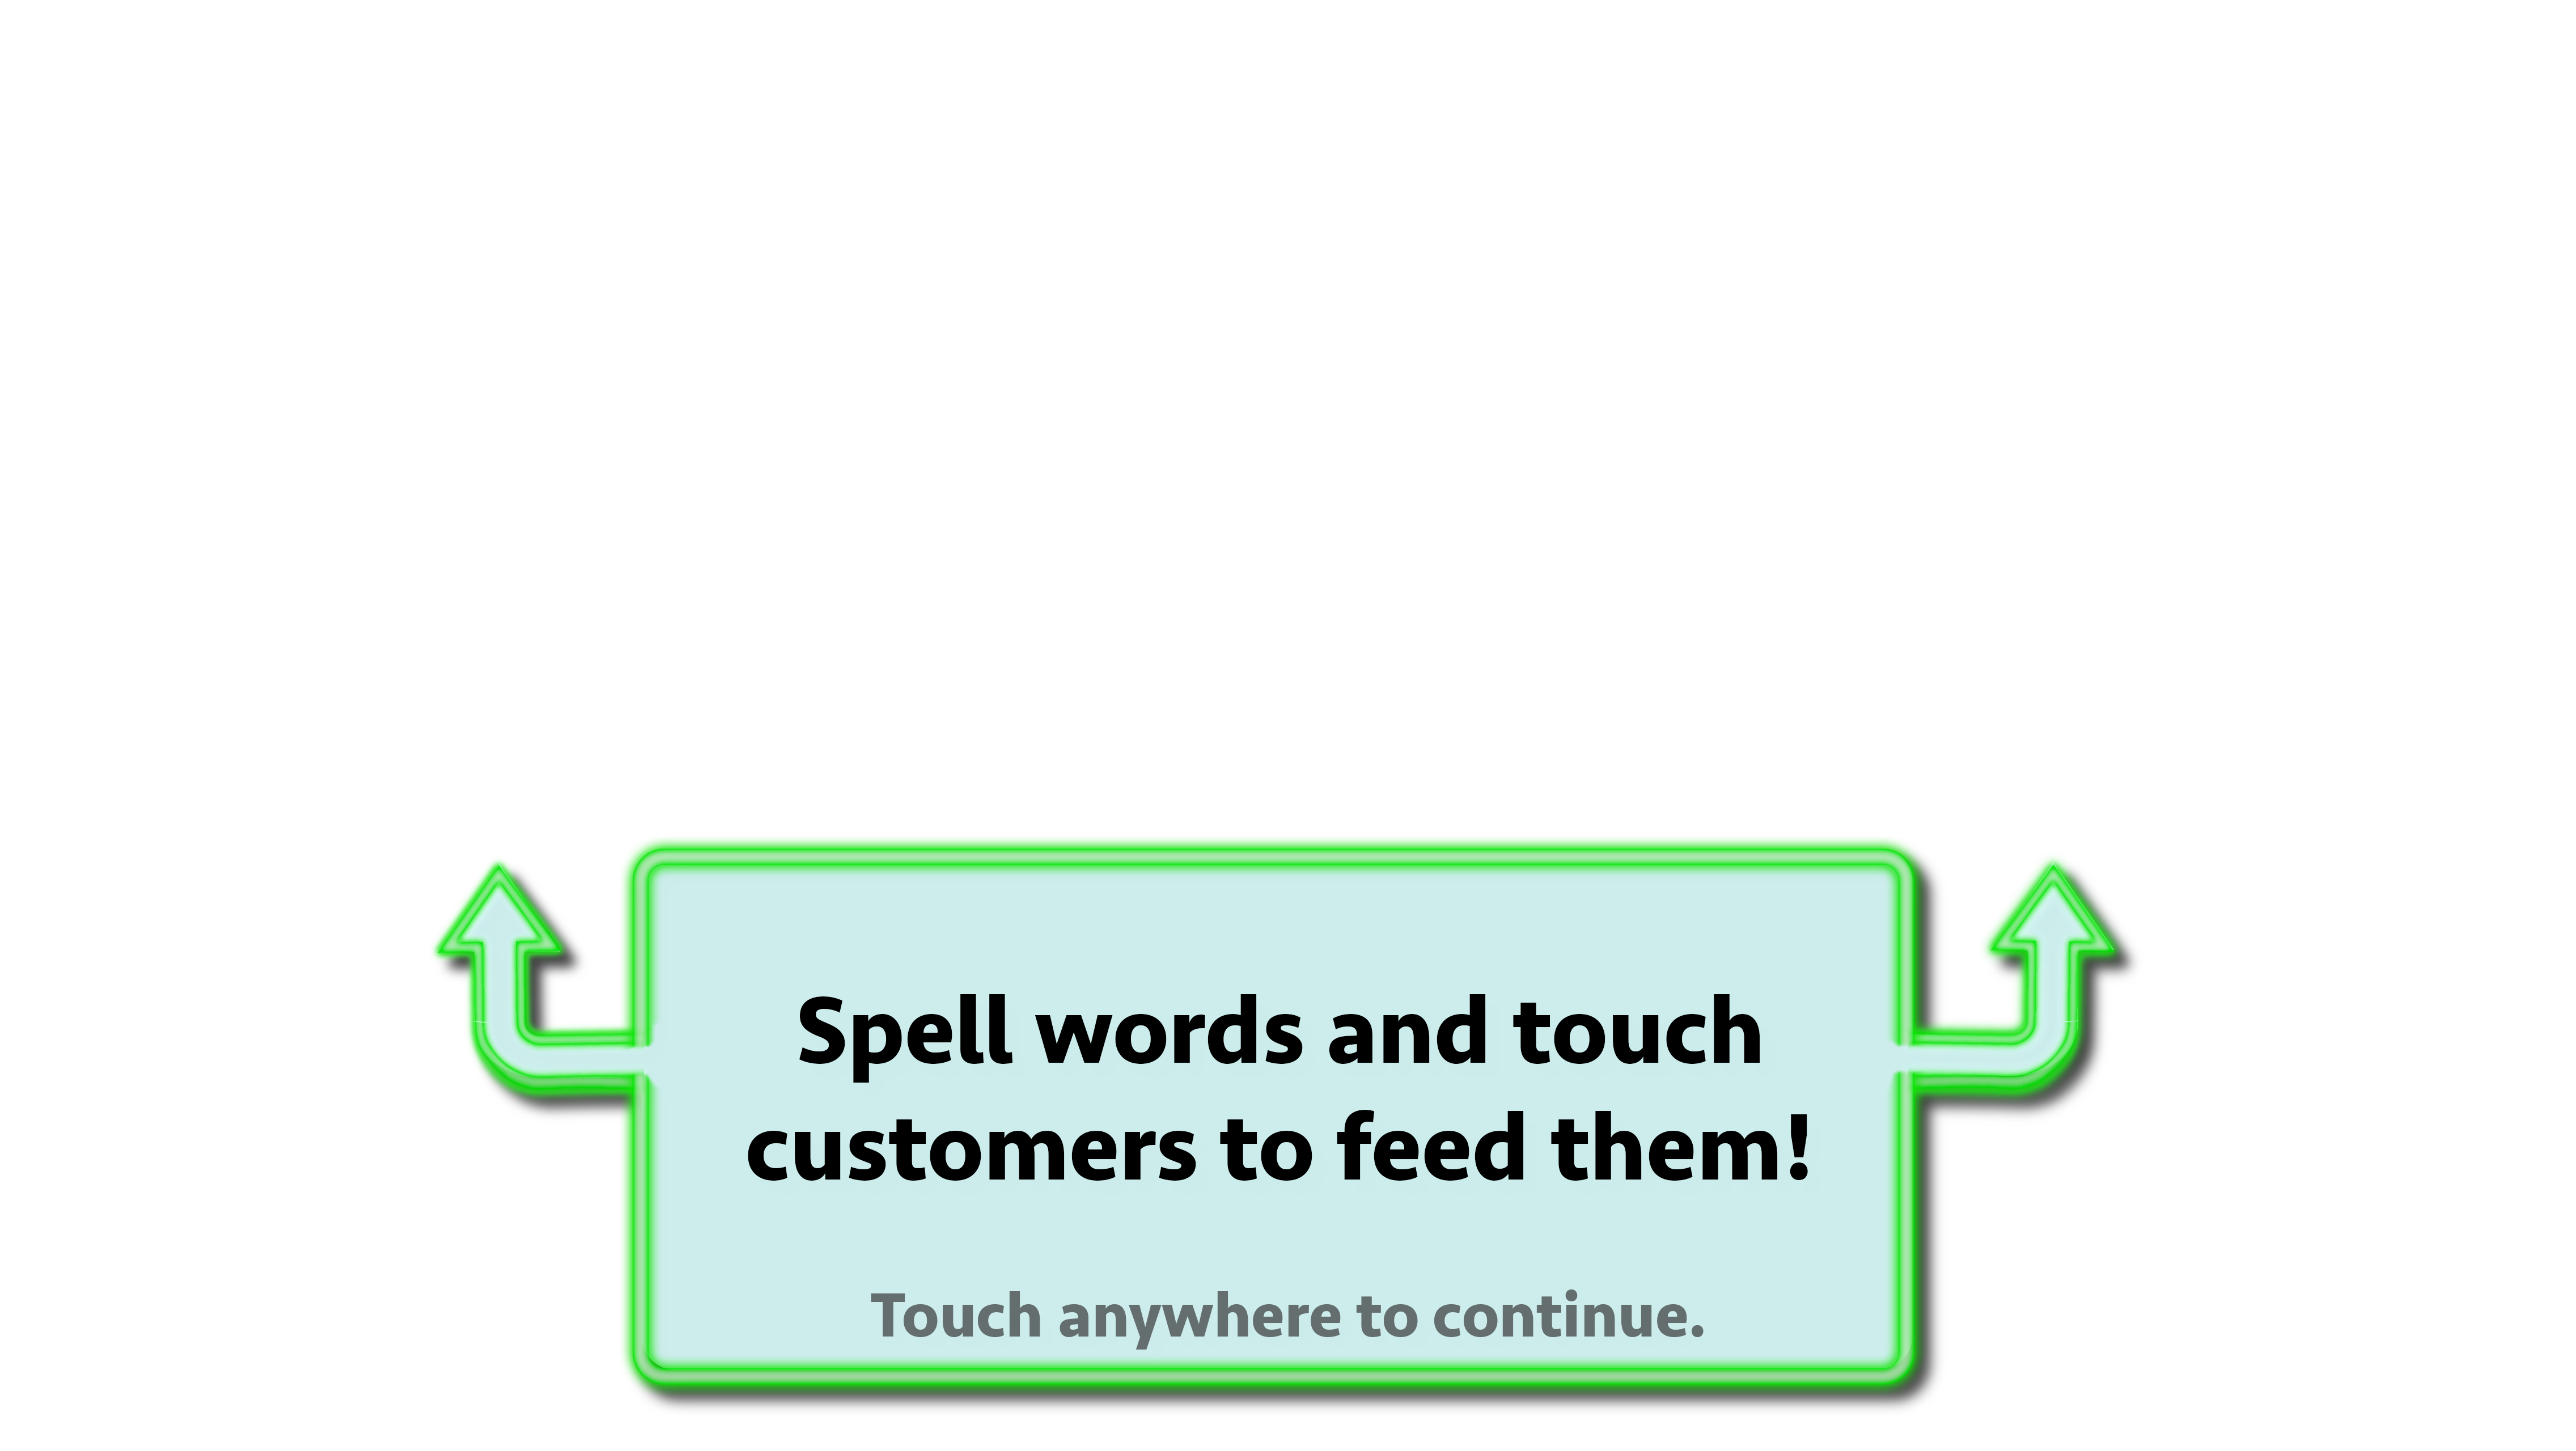 Spell words and touch
customers to feed them!
Touch anywhere to continue.